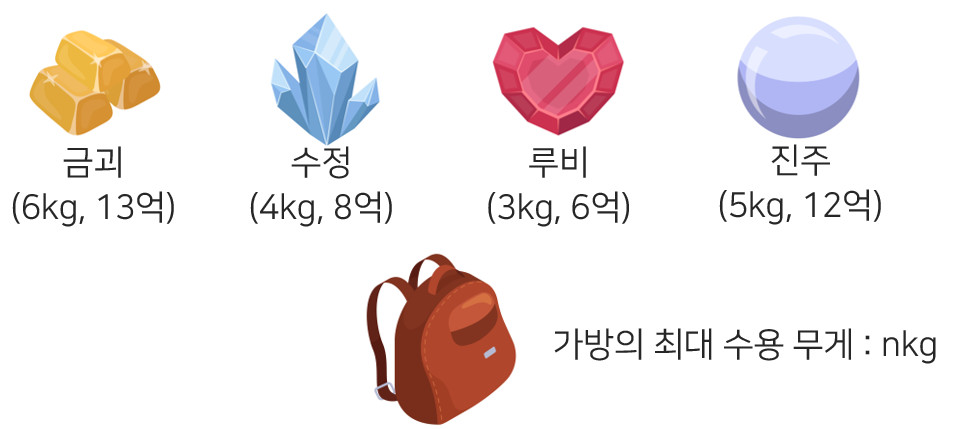 금괴
(6kg, 13억)
수정
(4kg, 8억)
루비
(3kg, 6억)
진주
(5kg, 12억)
가방의 최대 수용 무게 : nkg